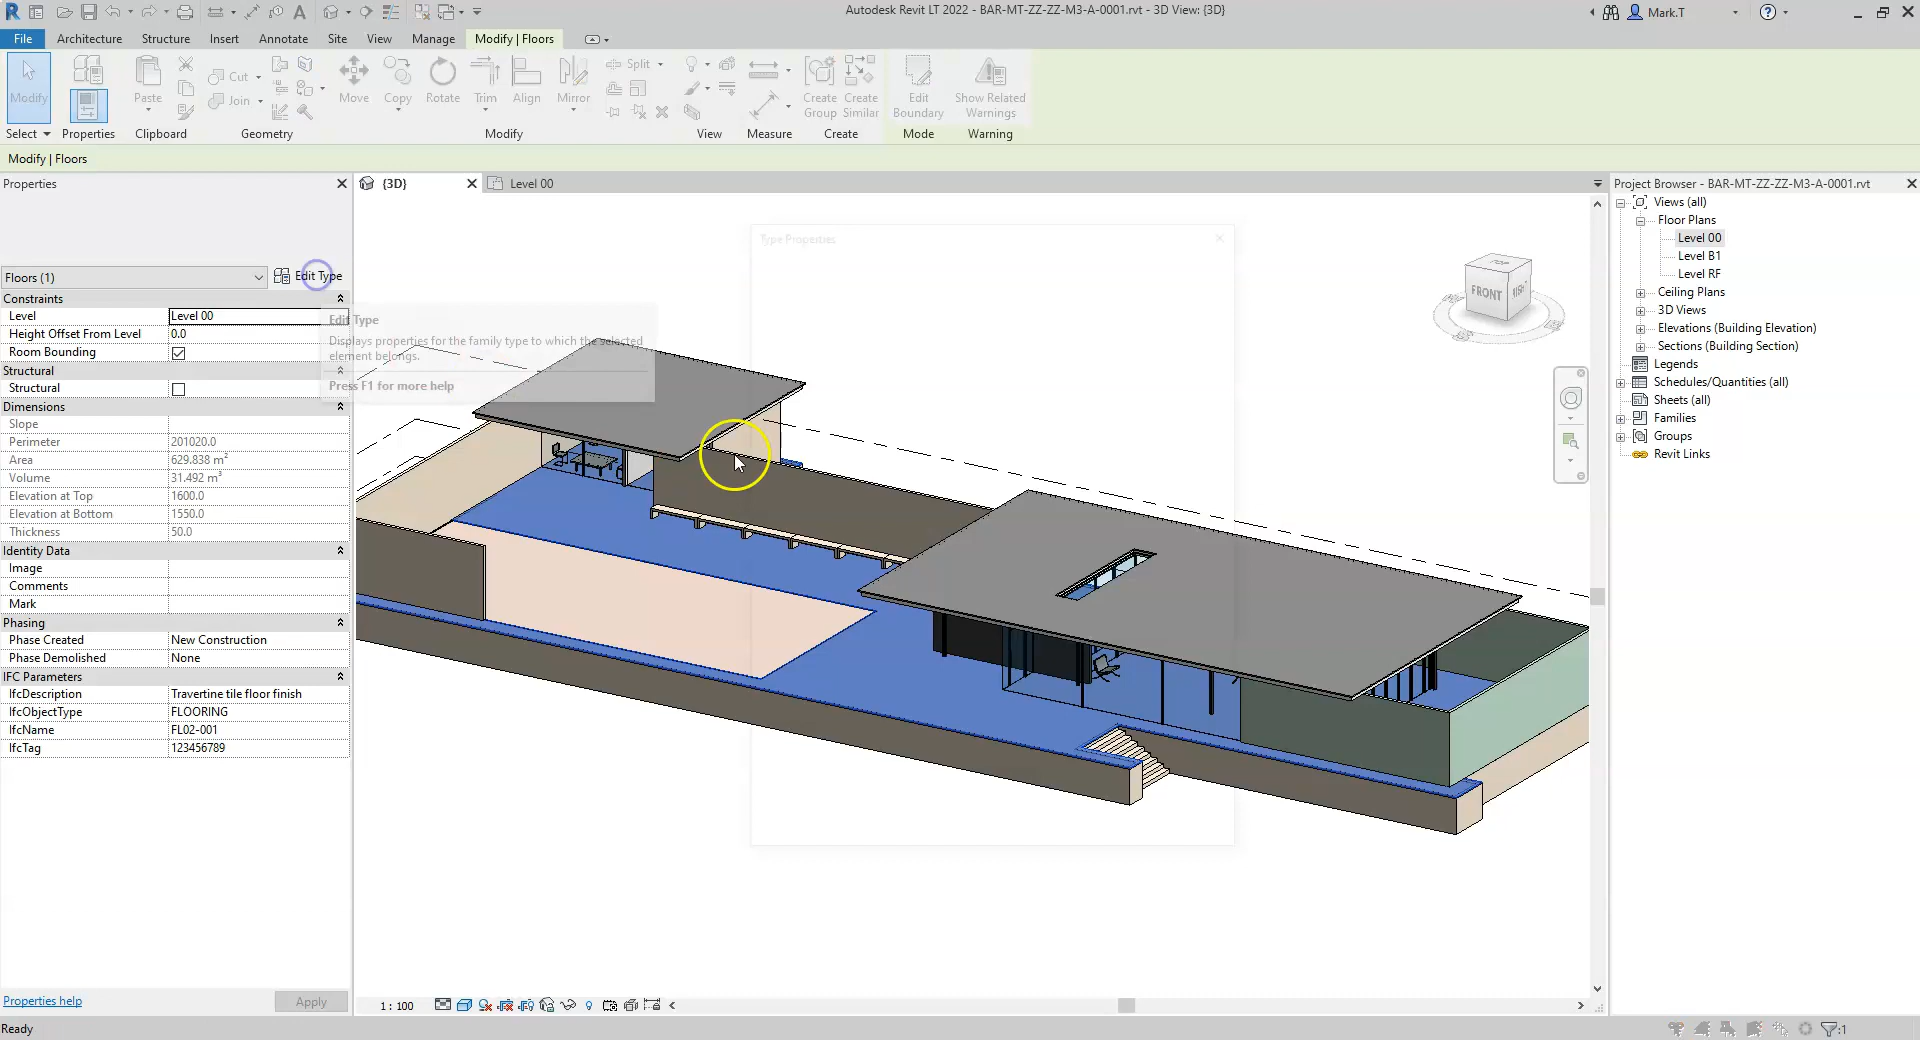 Autodesk Revit LT 2022 - BAR-MT-ZZ-ZZ-M3-A-0001.rvt - 3D View: {3D}
Mark.T
File Architecture Structure Insert Annotate Site View Manage Modify | Floors
Modify
Paste
Cut
Join
Move
Copy
Rotate
Trim
Align
Mirror
Split
Create Group
Create Similar
Edit Boundary
Show Related Warnings
Select Properties Clipboard Geometry Modify View Measure Create Mode Warning
Modify | Floors
Properties
{3D}
Level 00
Project Browser - BAR-MT-ZZ-ZZ-M3-A-0001.rvt
Floors (1)
Edit Type
Constraints
Level Level 00
Height Offset From Level 0.0
Room Bounding
Structural
Structural
Dimensions
Slope
Perimeter 201020.0
Area 629.838 m²
Volume 31.492 m³
Elevation at Top 1600.0
Elevation at Bottom 1550.0
Thickness 50.0
Identity Data
Image
Comments
Mark
Phasing
Phase Created New Construction
Phase Demolished None
IFC Parameters
IfcDescription Travertine tile floor finish
IfcObjectType FLOORING
IfcName FL02-001
IfcTag 123456789
Properties help
Apply
Ready
Edit Type
Displays properties for the family type to which the selected
element belongs.
Press F1 for more help
Type Properties
TOP
FRONT
1 : 100
Views (all)
Floor Plans
Level 00
Level B1
Level RF
Ceiling Plans
3D Views
Elevations (Building Elevation)
Sections (Building Section)
Legends
Schedules/Quantities (all)
Sheets (all)
Families
Groups
Revit Links
:1